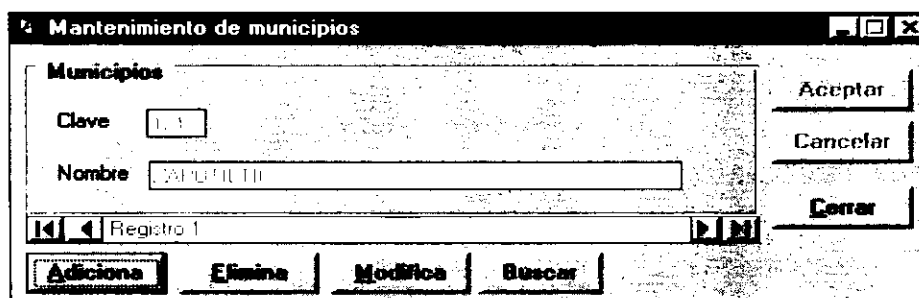 Mantenimiento de municipios
Municipios
Aceptar
Clave
Cancelar
Nombre
Cerrar
Registro 1
Adiciona Elimina Modifica Buscar